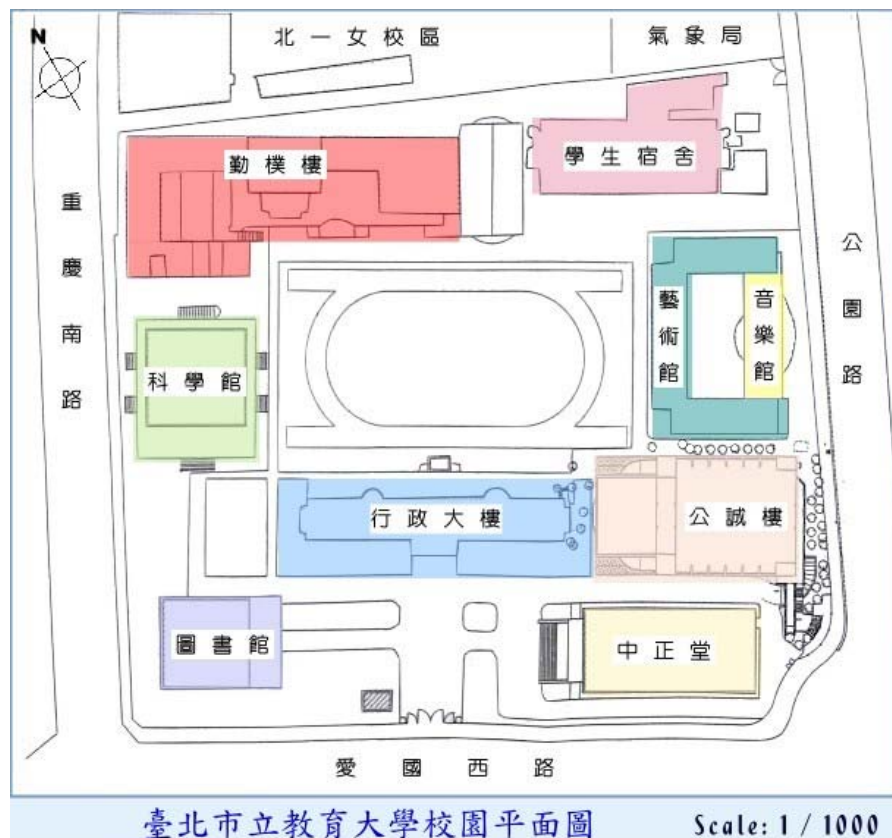 北一女校區
氣象局
N
勤樸樓
學生宿舍
重慶南路
公園路
藝術館
音樂館
科學館
行政大樓
公誠樓
圖書館
中正堂
愛國西路
臺北市立教育大學校園平面圖
Scale: 1 / 1000